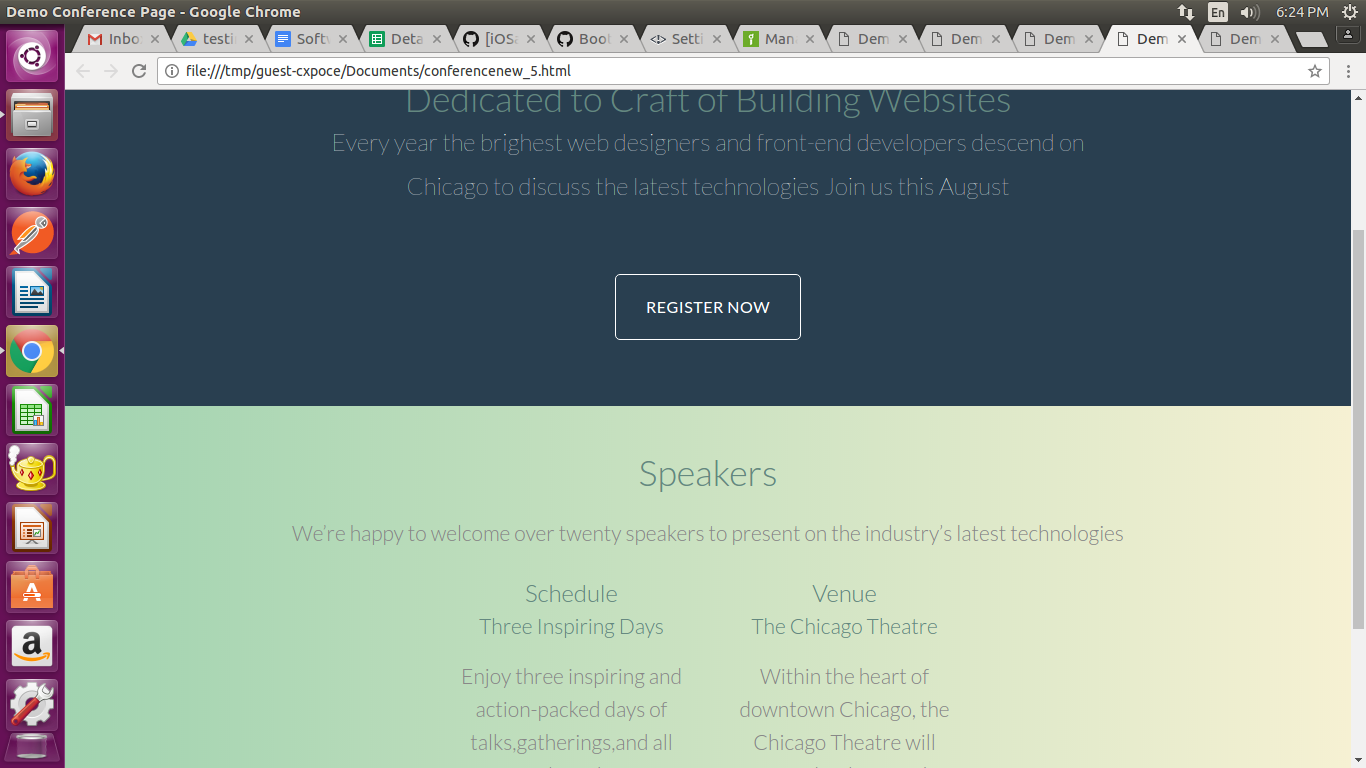 Demo Conference Page - Google Chrome
En
6:24 PM
Inbo
testi
Softv
Deta
[iOSa
Boot
Setti
Man
Dem
Dem
Dem
Dem
Dem
file:///tmp/guest-cxpoce/Documents/conferencenew_5.html
Dedicated to Craft of Building Websites
Every year the brighest web designers and front-end developers descend on
Chicago to discuss the latest technologies Join us this August
REGISTER NOW
Speakers
We’re happy to welcome over twenty speakers to present on the industry’s latest technologies
Schedule
Three Inspiring Days
Enjoy three inspiring and
action-packed days of
talks,gatherings,and all
Venue
The Chicago Theatre
Within the heart of
downtown Chicago, the
Chicago Theatre will